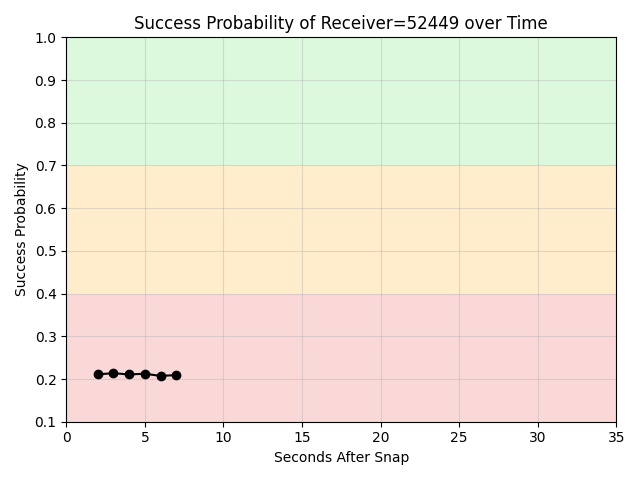 Success Probability of Receiver=52449 over Time
1.0
0.9
0.8
0.7
0.6
0.5
0.4
0.3
0.2
0.1
Success Probability
0 5 10 15 20 25 30 35
Seconds After Snap